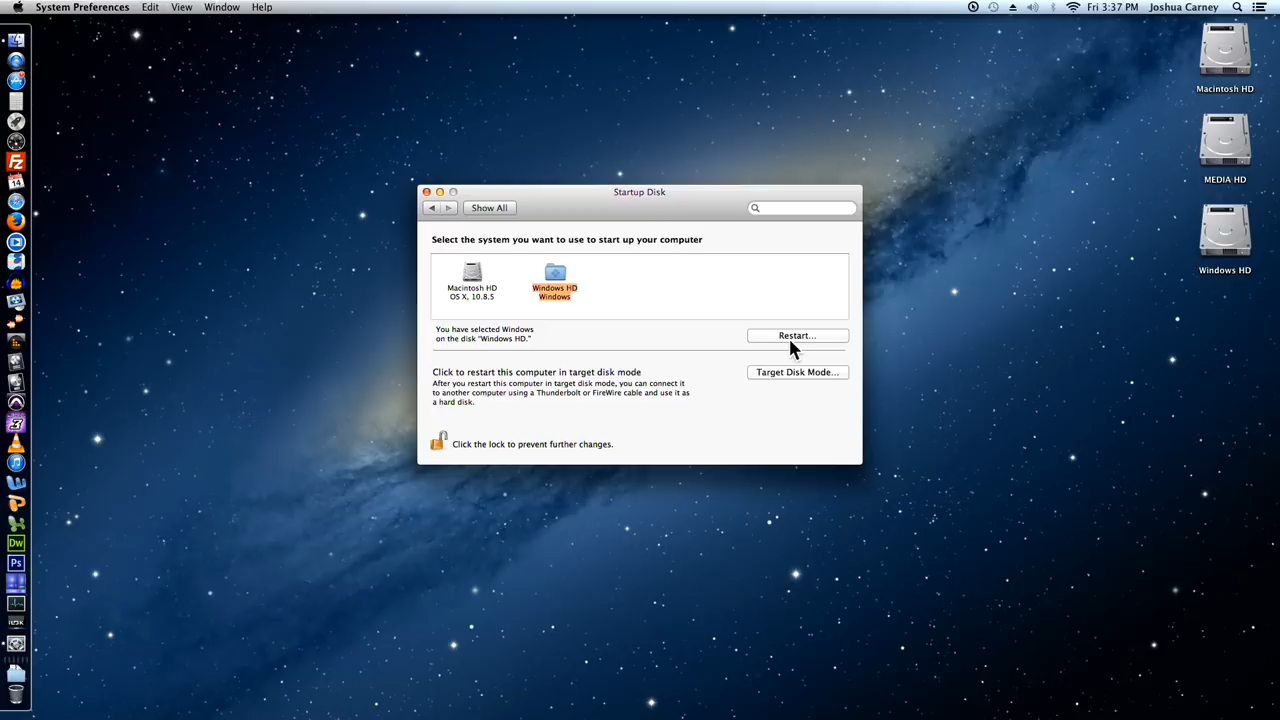 System Preferences Edit View Window Help
Fri 3:37 PM Joshua Carney
Macintosh HD
MEDIA HD
Windows HD
Startup Disk
Show All
Select the system you want to use to start up your computer
Macintosh HD
OS X, 10.8.5
Windows HD
Windows
You have selected Windows
on the disk "Windows HD."
Restart...
Click to restart this computer in target disk mode
Target Disk Mode...
After you restart this computer in target disk mode, you can connect it
to another computer using a Thunderbolt or FireWire cable and use it as
a hard disk.
Click the lock to prevent further changes.
Fz
14
Dw
Ps